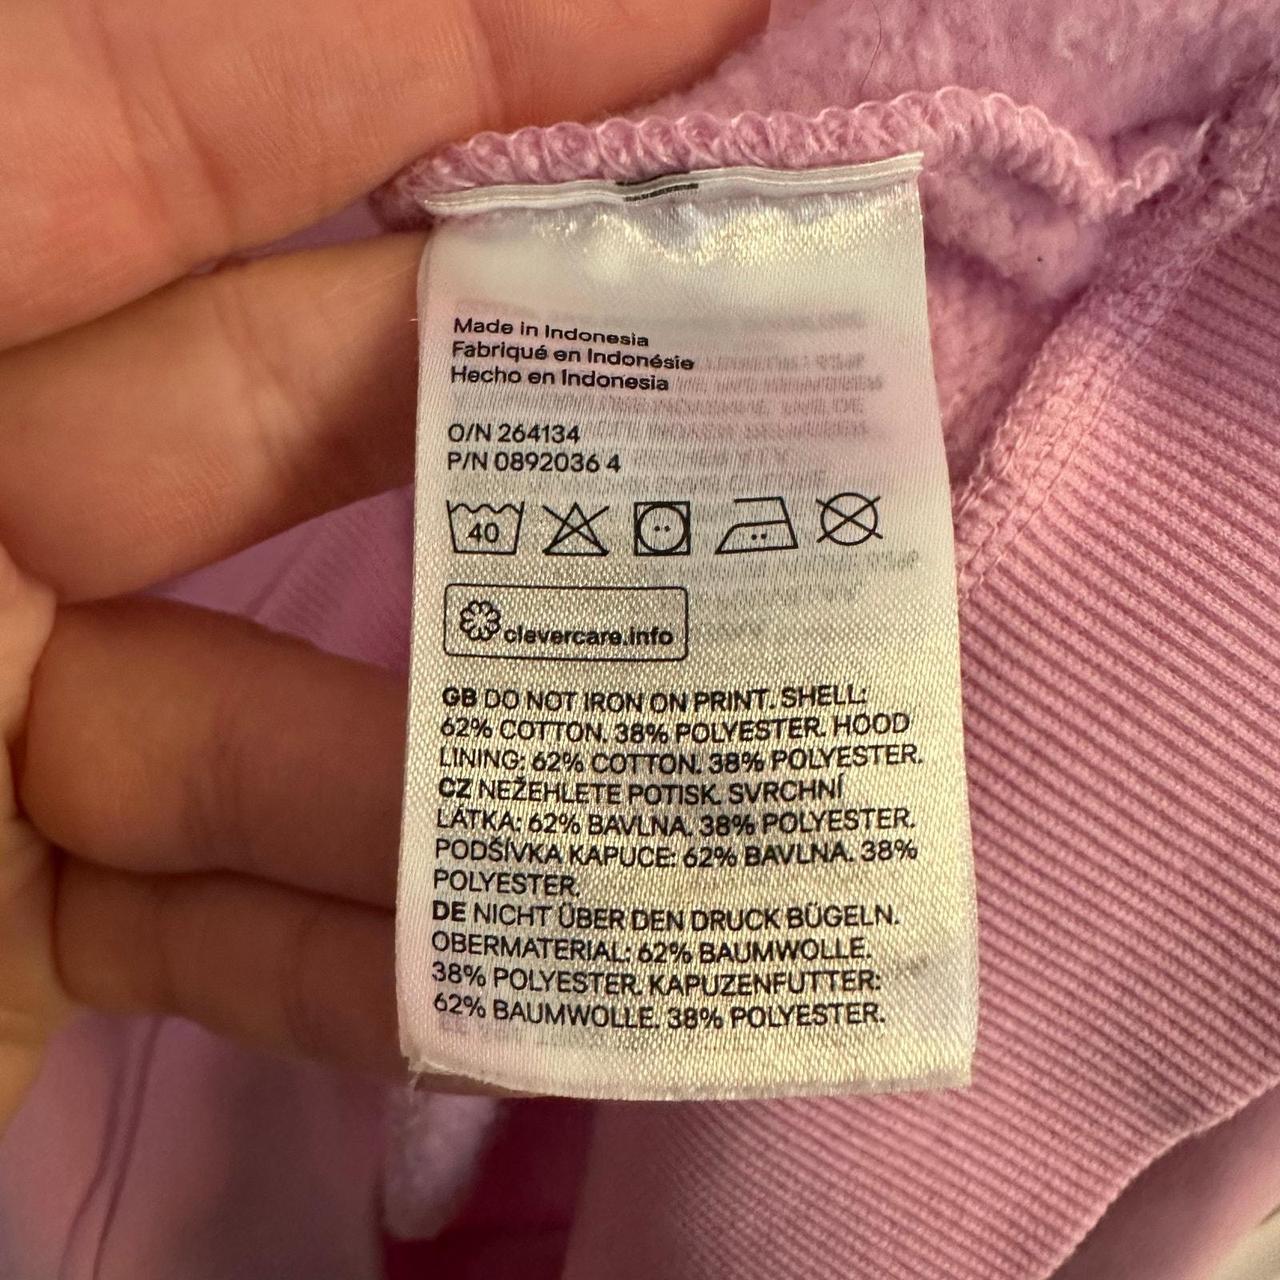 Made in Indonesia
Fabriqué en Indonésie
Hecho en Indonesia
O/N 264134
P/N 0892036 4
40
clevercare.info
GB DO NOT IRON ON PRINT. SHELL:
62% COTTON. 38% POLYESTER. HOOD
LINING: 62% COTTON. 38% POLYESTER.
CZ NEŽEHLETE POTISK. SVRCHNÍ
LÁTKA: 62% BAVLNA. 38% POLYESTER.
PODŠÍVKA KAPUCE: 62% BAVLNA. 38%
POLYESTER.
DE NICHT ÜBER DEN DRUCK BÜGELN.
OBERMATERIAL: 62% BAUMWOLLE.
38% POLYESTER. KAPUZENFUTTER:
62% BAUMWOLLE. 38% POLYESTER.